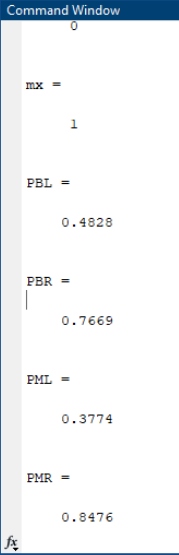 Command Window
0
mx =
1
PBL =
0.4828
PBR =
0.7669
PML =
0.3774
PMR =
0.8476
fx